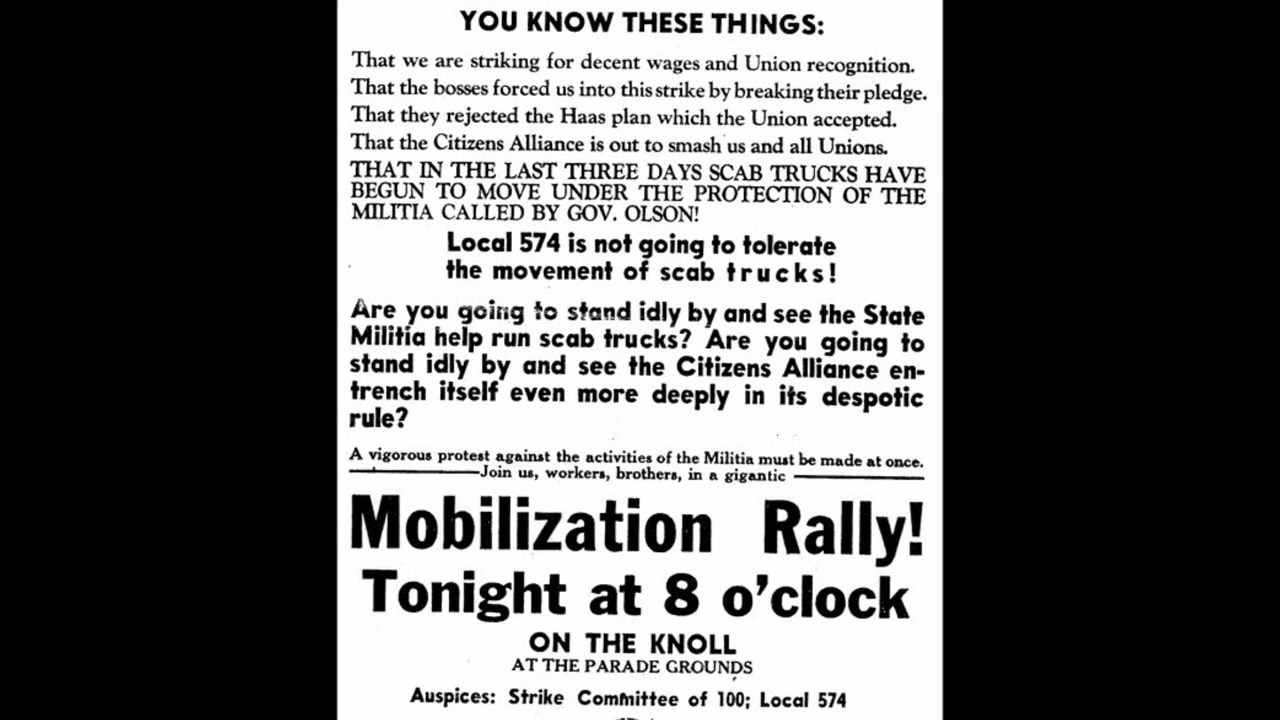 YOU KNOW THESE THINGS:
That we are striking for decent wages and Union recognition.
That the bosses forced us into this strike by breaking their pledge.
That they rejected the Haas plan which the Union accepted.
That the Citizens Alliance is out to smash us and all Unions.
THAT IN THE LAST THREE DAYS SCAB TRUCKS HAVE
BEGUN TO MOVE UNDER THE PROTECTION OF THE
MILITIA CALLED BY GOV. OLSON!
Local 574 is not going to tolerate
the movement of scab trucks!
Are you going to stand idly by and see the State
Militia help run scab trucks? Are you going to
stand idly by and see the Citizens Alliance en-
trench itself even more deeply in its despotic
rule?
A vigorous protest against the activities of the Militia must be made at once.
Join us, workers, brothers, in a gigantic
Mobilization Rally!
Tonight at 8 o'clock
ON THE KNOLL
AT THE PARADE GROUNDS
Auspices: Strike Committee of 100; Local 574